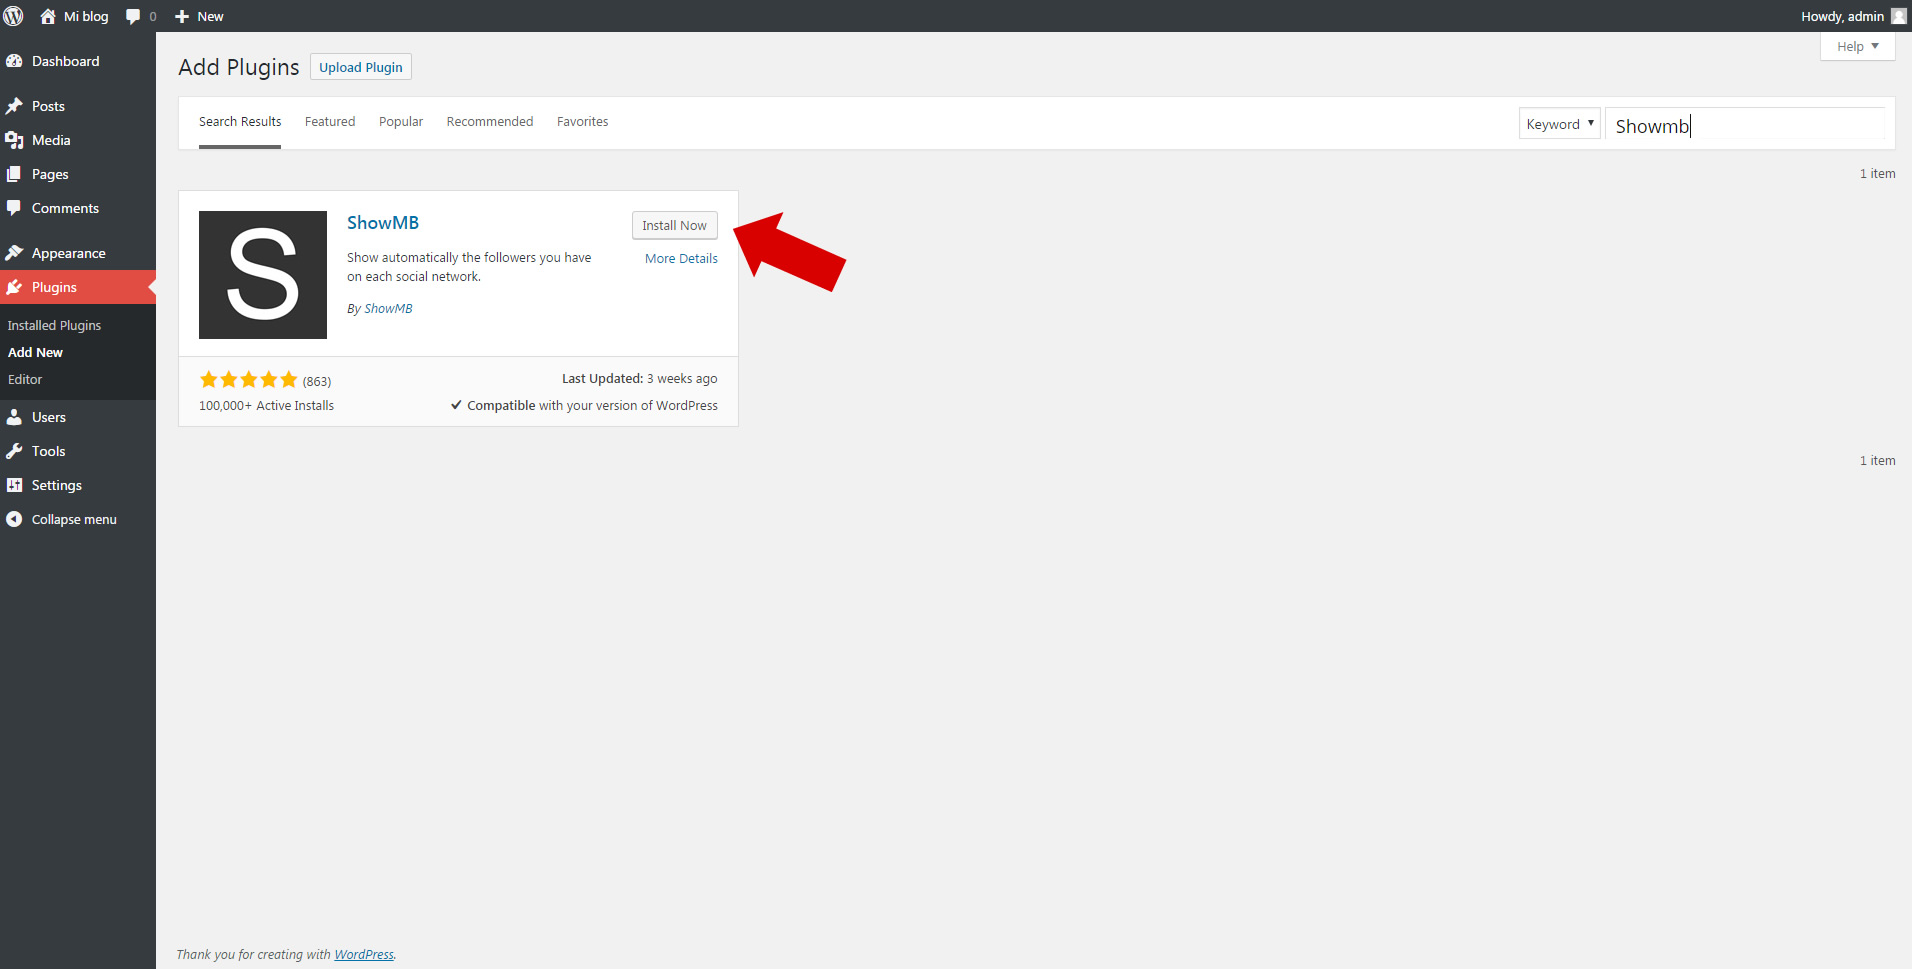 Mi blog 0 New Howdy, admin
Help
Dashboard
Posts
Media
Pages
Comments
Appearance
Plugins
Installed Plugins
Add New
Editor
Users
Tools
Settings
Collapse menu
Add Plugins Upload Plugin
Search Results Featured Popular Recommended Favorites Keyword Showmb
1 item
S
ShowMB Install Now
More Details
Show automatically the followers you have
on each social network.
By ShowMB
(863) Last Updated: 3 weeks ago
100,000+ Active Installs Compatible with your version of WordPress
1 item
Thank you for creating with WordPress.